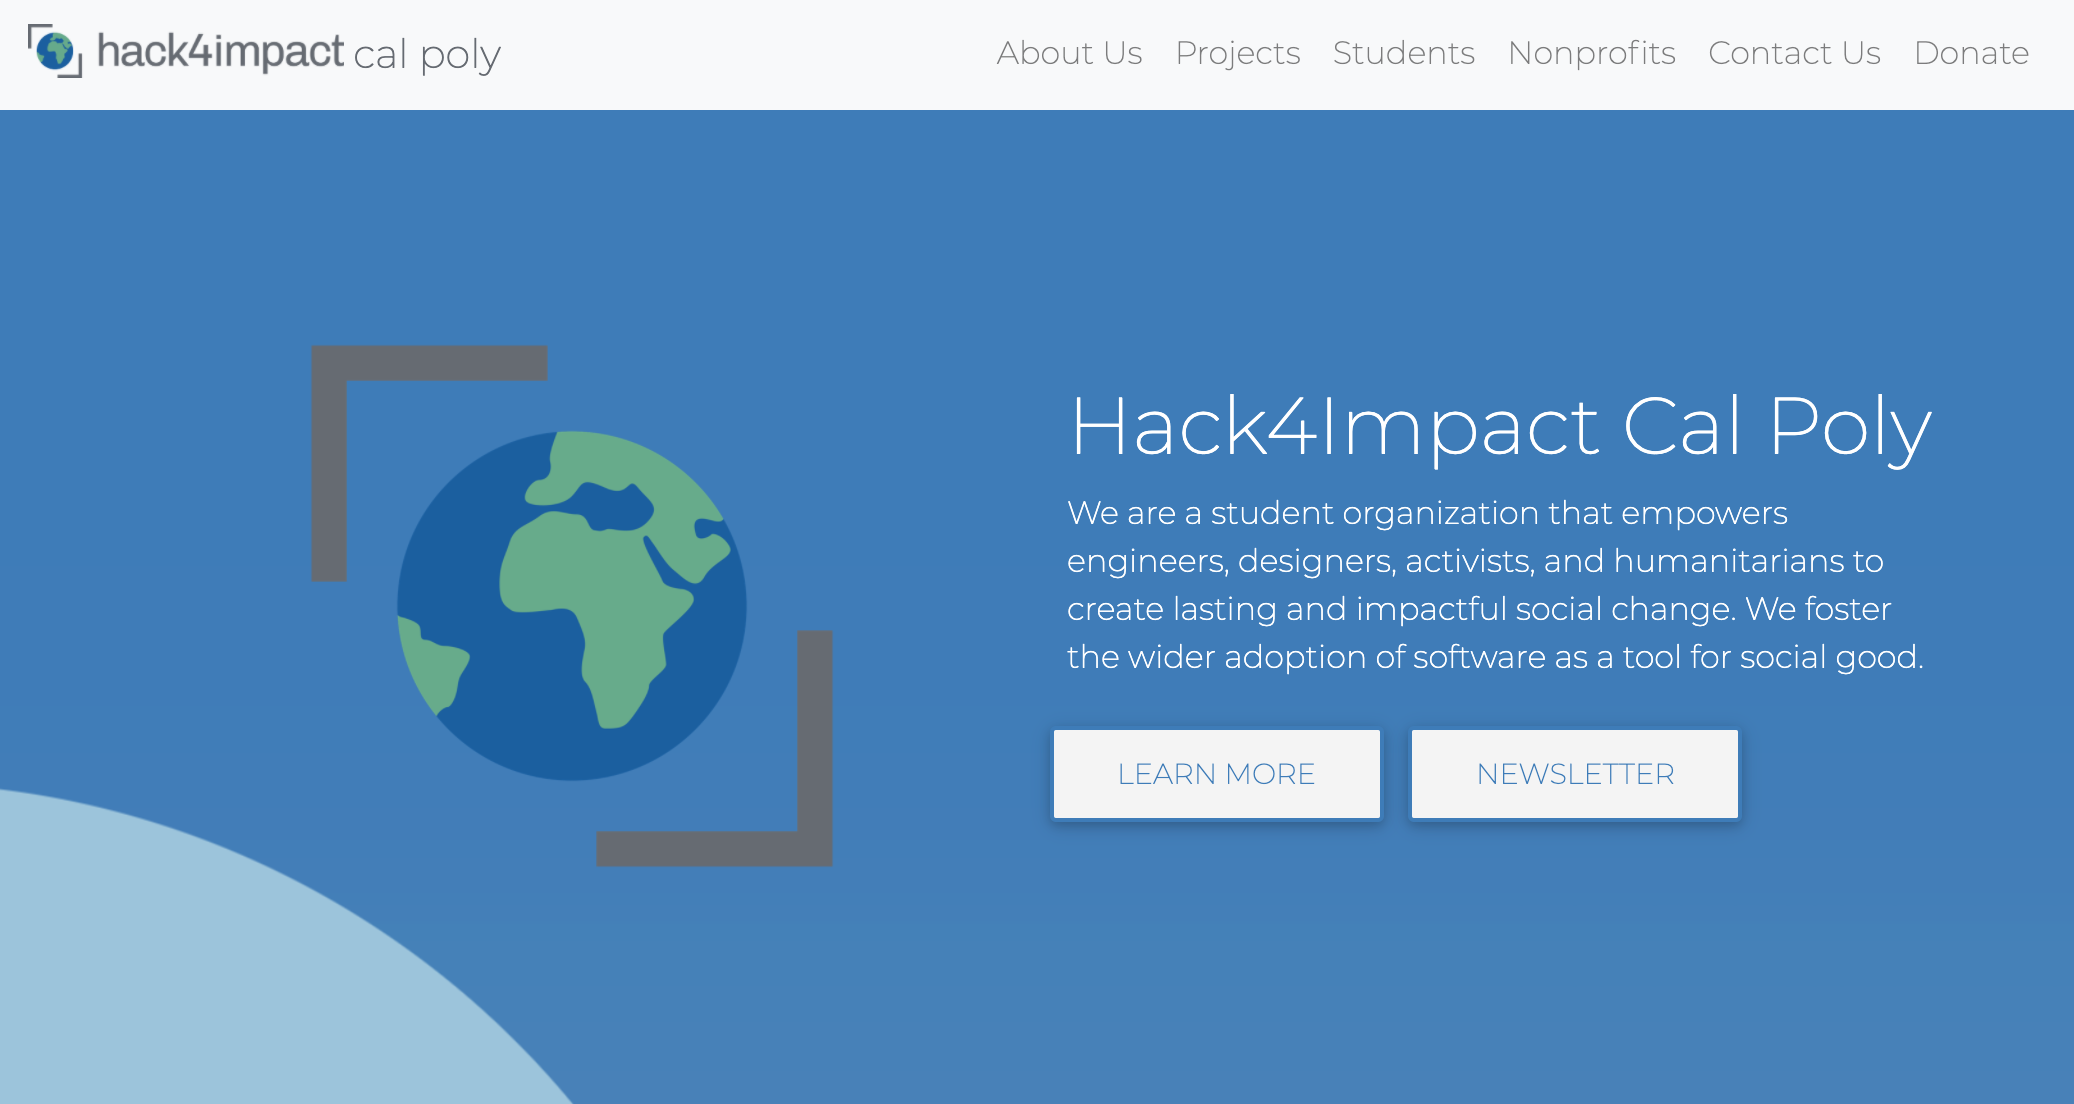 hack4impact cal poly
About Us Projects Students Nonprofits Contact Us Donate
Hack4Impact Cal Poly
We are a student organization that empowers
engineers, designers, activists, and humanitarians to
create lasting and impactful social change. We foster
the wider adoption of software as a tool for social good.
LEARN MORE NEWSLETTER